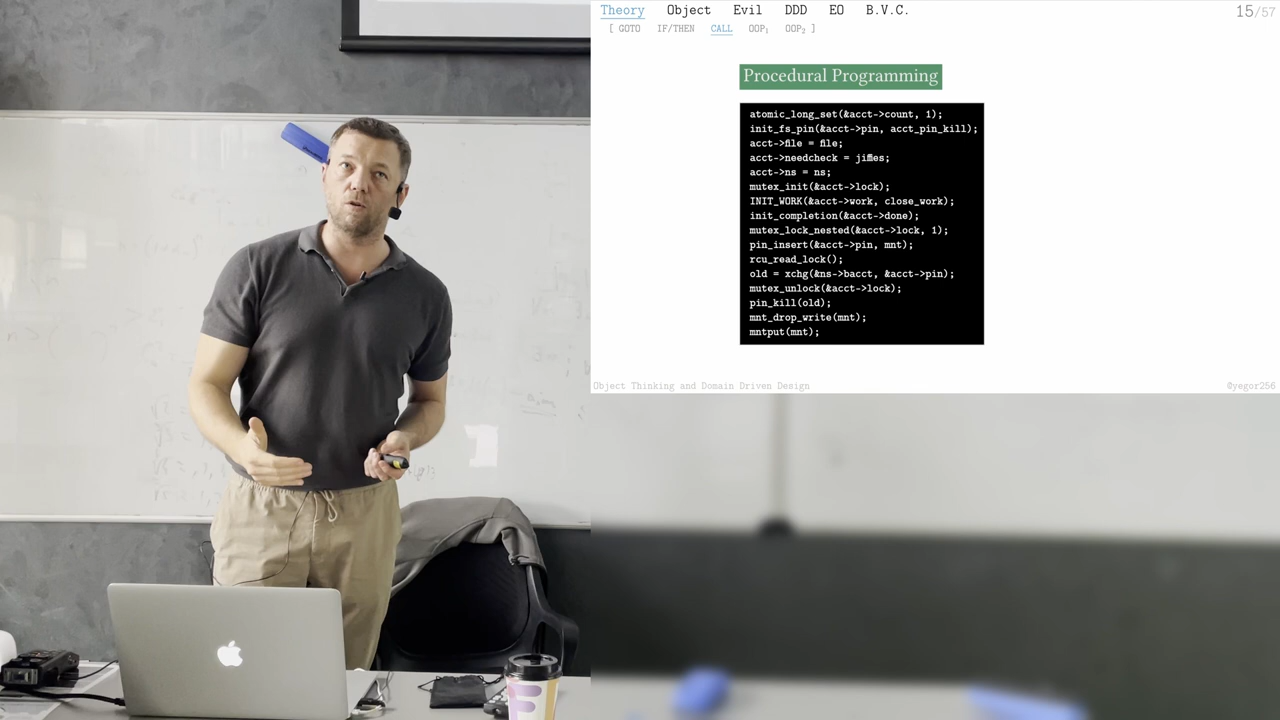 Theory Object Evil DDD EO B.V.C.
15/57
[ GOTO IF/THEN CALL OOP₁ OOP₂ ]
Procedural Programming
atomic_long_set(&acct->count, 1);
init_fs_pin(&acct->pin, acct_pin_kill);
acct->file = file;
acct->needcheck = jiffies;
acct->ns = ns;
mutex_init(&acct->lock);
INIT_WORK(&acct->work, close_work);
init_completion(&acct->done);
mutex_lock_nested(&acct->lock, 1);
pin_insert(&acct->pin, mnt);
rcu_read_lock();
old = xchg(&ns->bacct, &acct->pin);
mutex_unlock(&acct->lock);
pin_kill(old);
mnt_drop_write(mnt);
mntput(mnt);
Object Thinking and Domain Driven Design
@yegor256